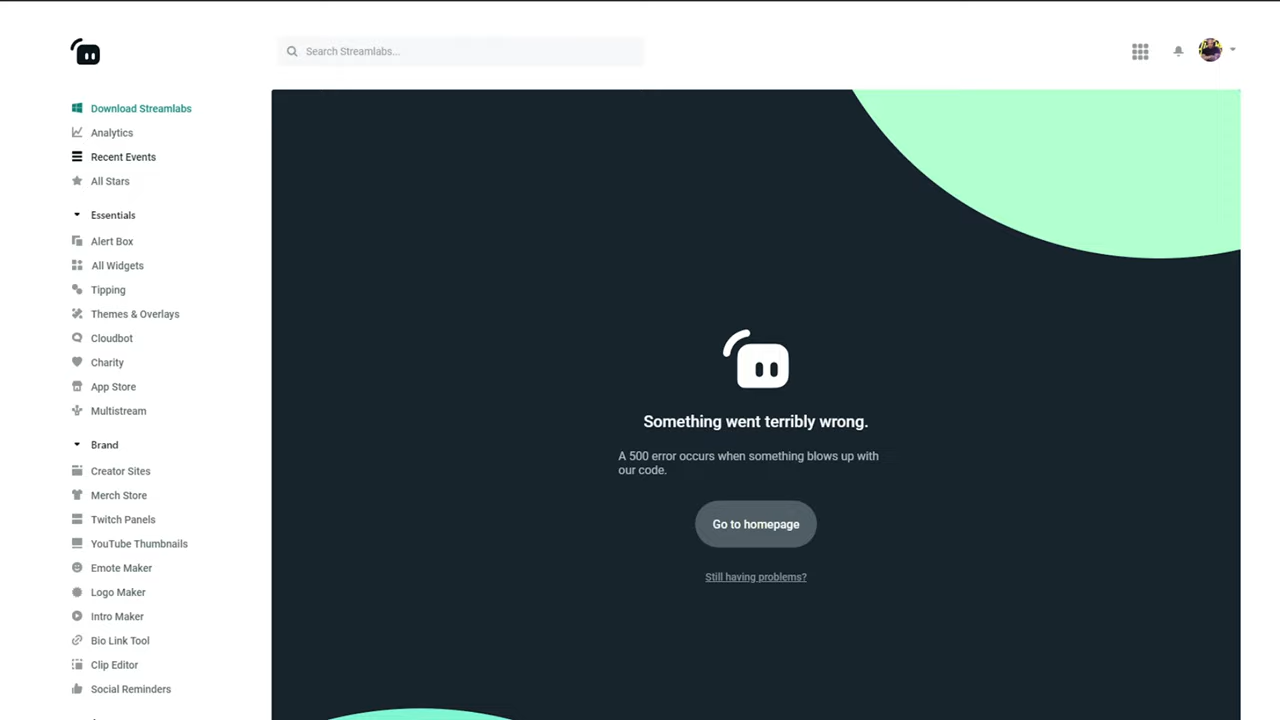 Search Streamlabs...
Download Streamlabs
Analytics
Recent Events
All Stars
Essentials
Alert Box
All Widgets
Tipping
Themes & Overlays
Cloudbot
Charity
App Store
Multistream
Brand
Creator Sites
Merch Store
Twitch Panels
YouTube Thumbnails
Emote Maker
Logo Maker
Intro Maker
Bio Link Tool
Clip Editor
Social Reminders
Something went terribly wrong.
A 500 error occurs when something blows up with
our code.
Go to homepage
Still having problems?